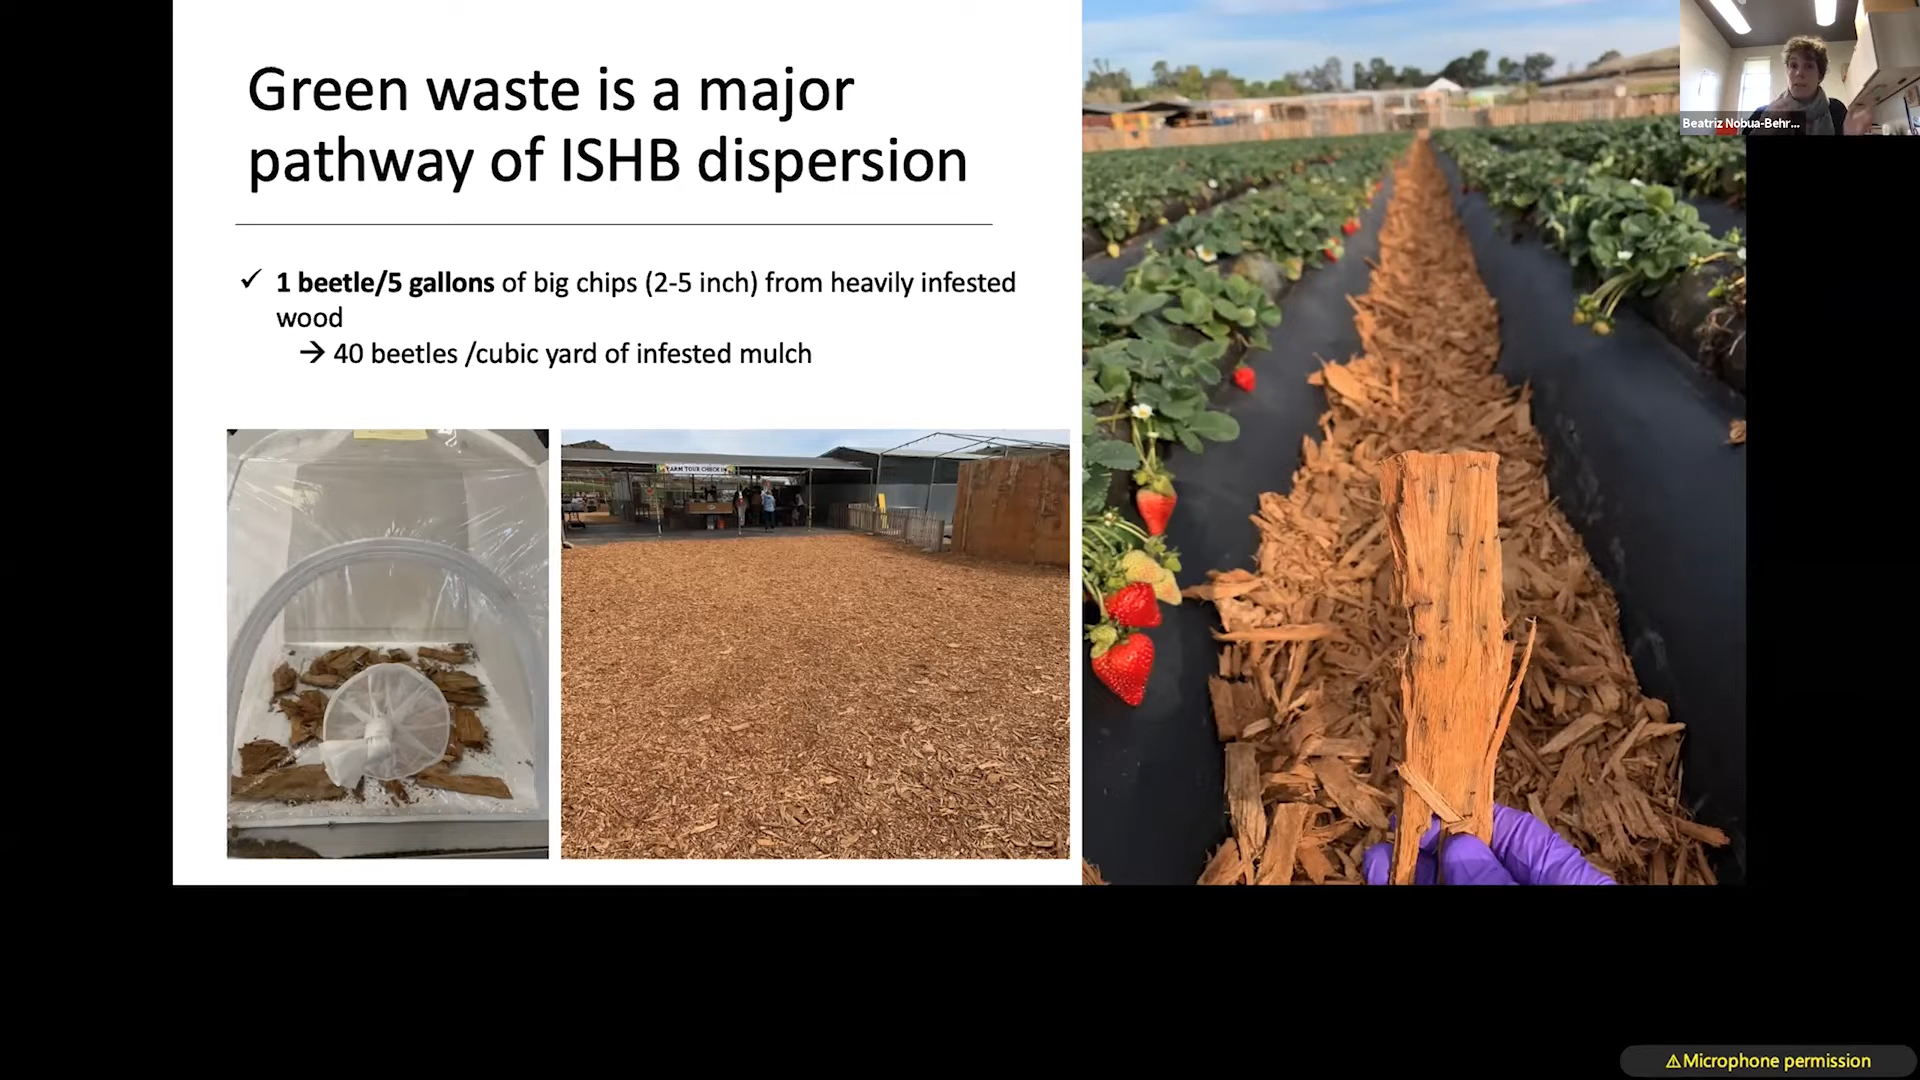 Green waste is a major
pathway of ISHB dispersion
✓ 1 beetle/5 gallons of big chips (2-5 inch) from heavily infested
wood
→ 40 beetles /cubic yard of infested mulch
FARM TOUR CHECK IN
Beatriz Nobua-Behr...
⚠Microphone permission